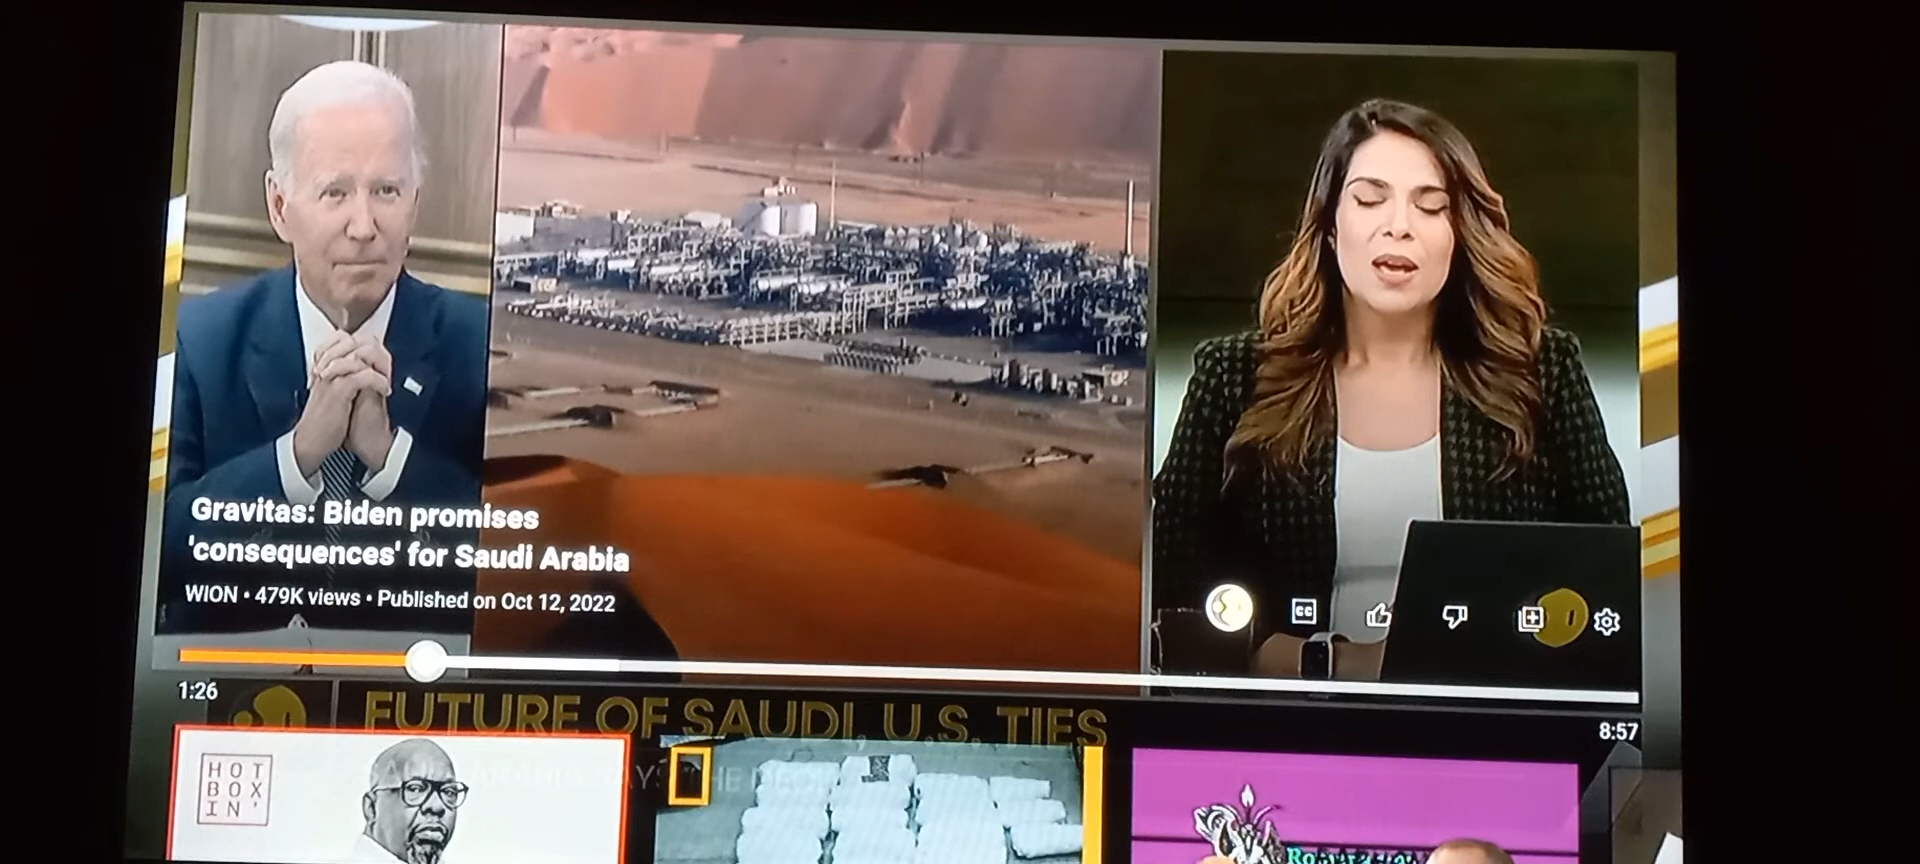 Gravitas: Biden promises
'consequences' for Saudi Arabia
WION • 479K views • Published on Oct 12, 2022
CC
1:26
8:57
FUTURE OF SAUDI, U.S. TIES
HOT
BOX
IN'